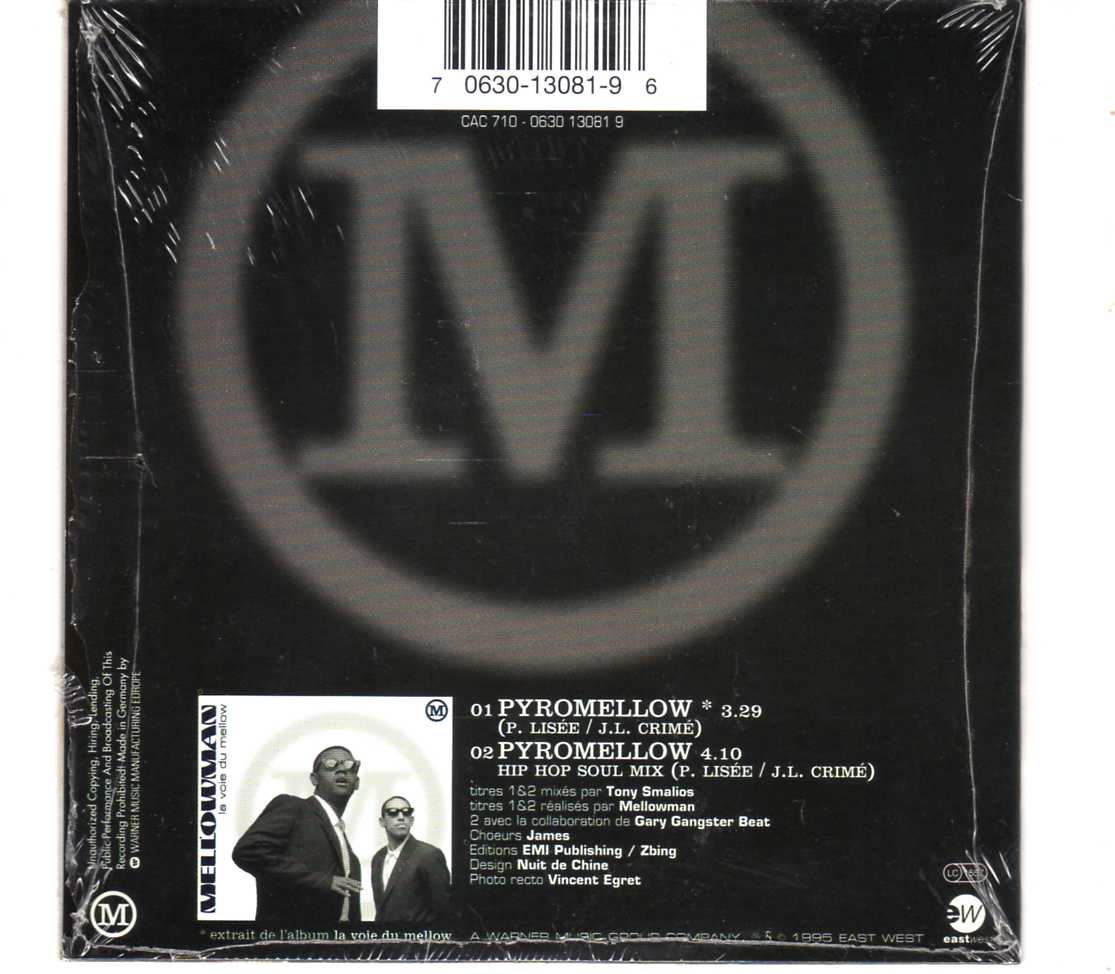 7 0630-13081-9 6
CAC 710 - 0630 13081 9
M
Unauthorized Copying, Hiring, Lending,
Public Performance And Broadcasting Of This
Recording Prohibited! Made in Germany by
WARNER MUSIC MANUFACTURING EUROPE
M
MELLOWMAN
la voie du mellow
M
* extrait de l'album la voie du mellow
01 PYROMELLOW * 3.29
(P. LISÉE / J.L. CRIMÉ)
02 PYROMELLOW 4.10
HIP HOP SOUL MIX (P. LISÉE / J.L. CRIMÉ)
titres 1&2 mixés par Tony Smalios
titres 1&2 réalisés par Mellowman
2 avec la collaboration de Gary Gangster Beat
Choeurs James
Editions EMI Publishing / Zbing
Design Nuit de Chine
Photo recto Vincent Egret
A WARNER MUSIC GROUP COMPANY ℗ & © 1995 EAST WEST
LC
ew
eastwest